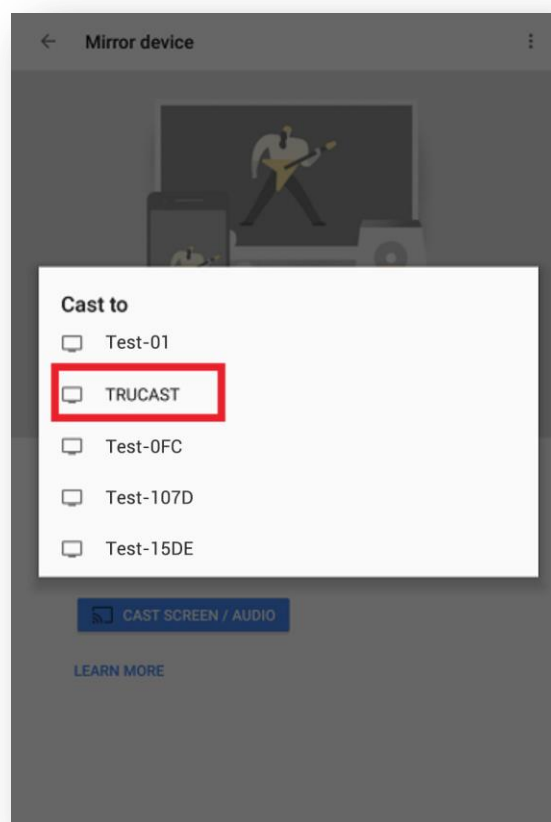 Mirror device
Cast to
Test-01
TRUCAST
Test-0FC
Test-107D
Test-15DE
CAST SCREEN / AUDIO
LEARN MORE